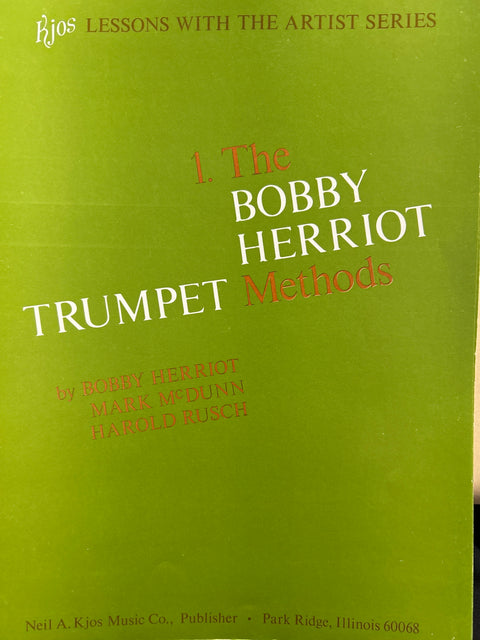 Kjos LESSONS WITH THE ARTIST SERIES
1. The
BOBBY
HERRIOT
TRUMPET Methods
by BOBBY HERRIOT
MARK McDUNN
HAROLD RUSCH
Neil A. Kjos Music Co., Publisher • Park Ridge, Illinois 60068